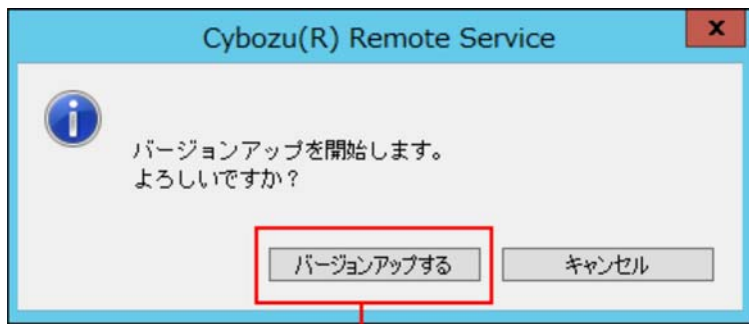 Cybozu(R) Remote Service
x
バージョンアップを開始します。
よろしいですか？
バージョンアップする
キャンセル